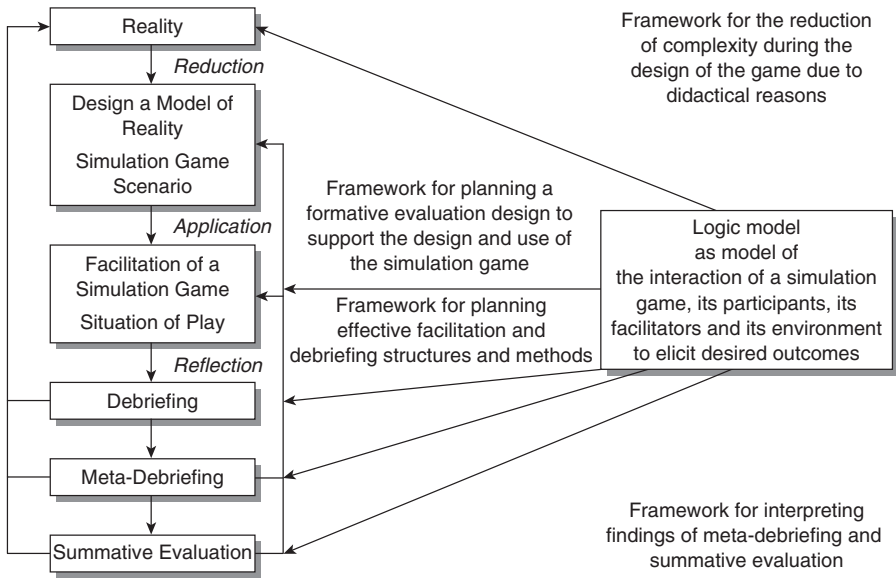 Reality
Reduction
Design a Model of
Reality
Simulation Game
Scenario
Application
Facilitation of a
Simulation Game
Situation of Play
Reflection
Debriefing
Meta-Debriefing
Summative Evaluation
Framework for the reduction
of complexity during the
design of the game due to
didactical reasons
Framework for planning a
formative evaluation design to
support the design and use of
the simulation game
Framework for planning
effective facilitation and
debriefing structures and methods
Logic model
as model of
the interaction of a simulation
game, its participants, its
facilitators and its environment
to elicit desired outcomes
Framework for interpreting
findings of meta-debriefing and
summative evaluation